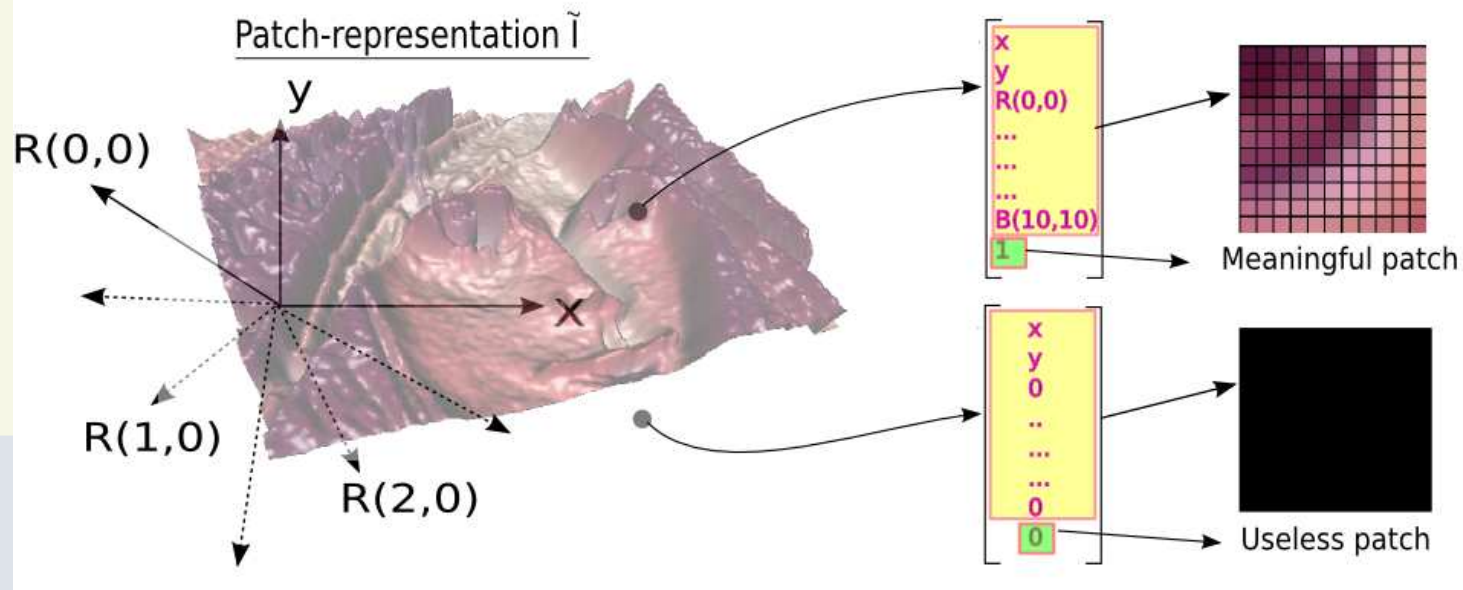 Patch-representation Ĩ
y
R(0,0)
x
R(1,0)
R(2,0)
x
y
R(0,0)
...
...
...
B(10,10)
1
Meaningful patch
x
y
0
..
...
...
0
0
Useless patch